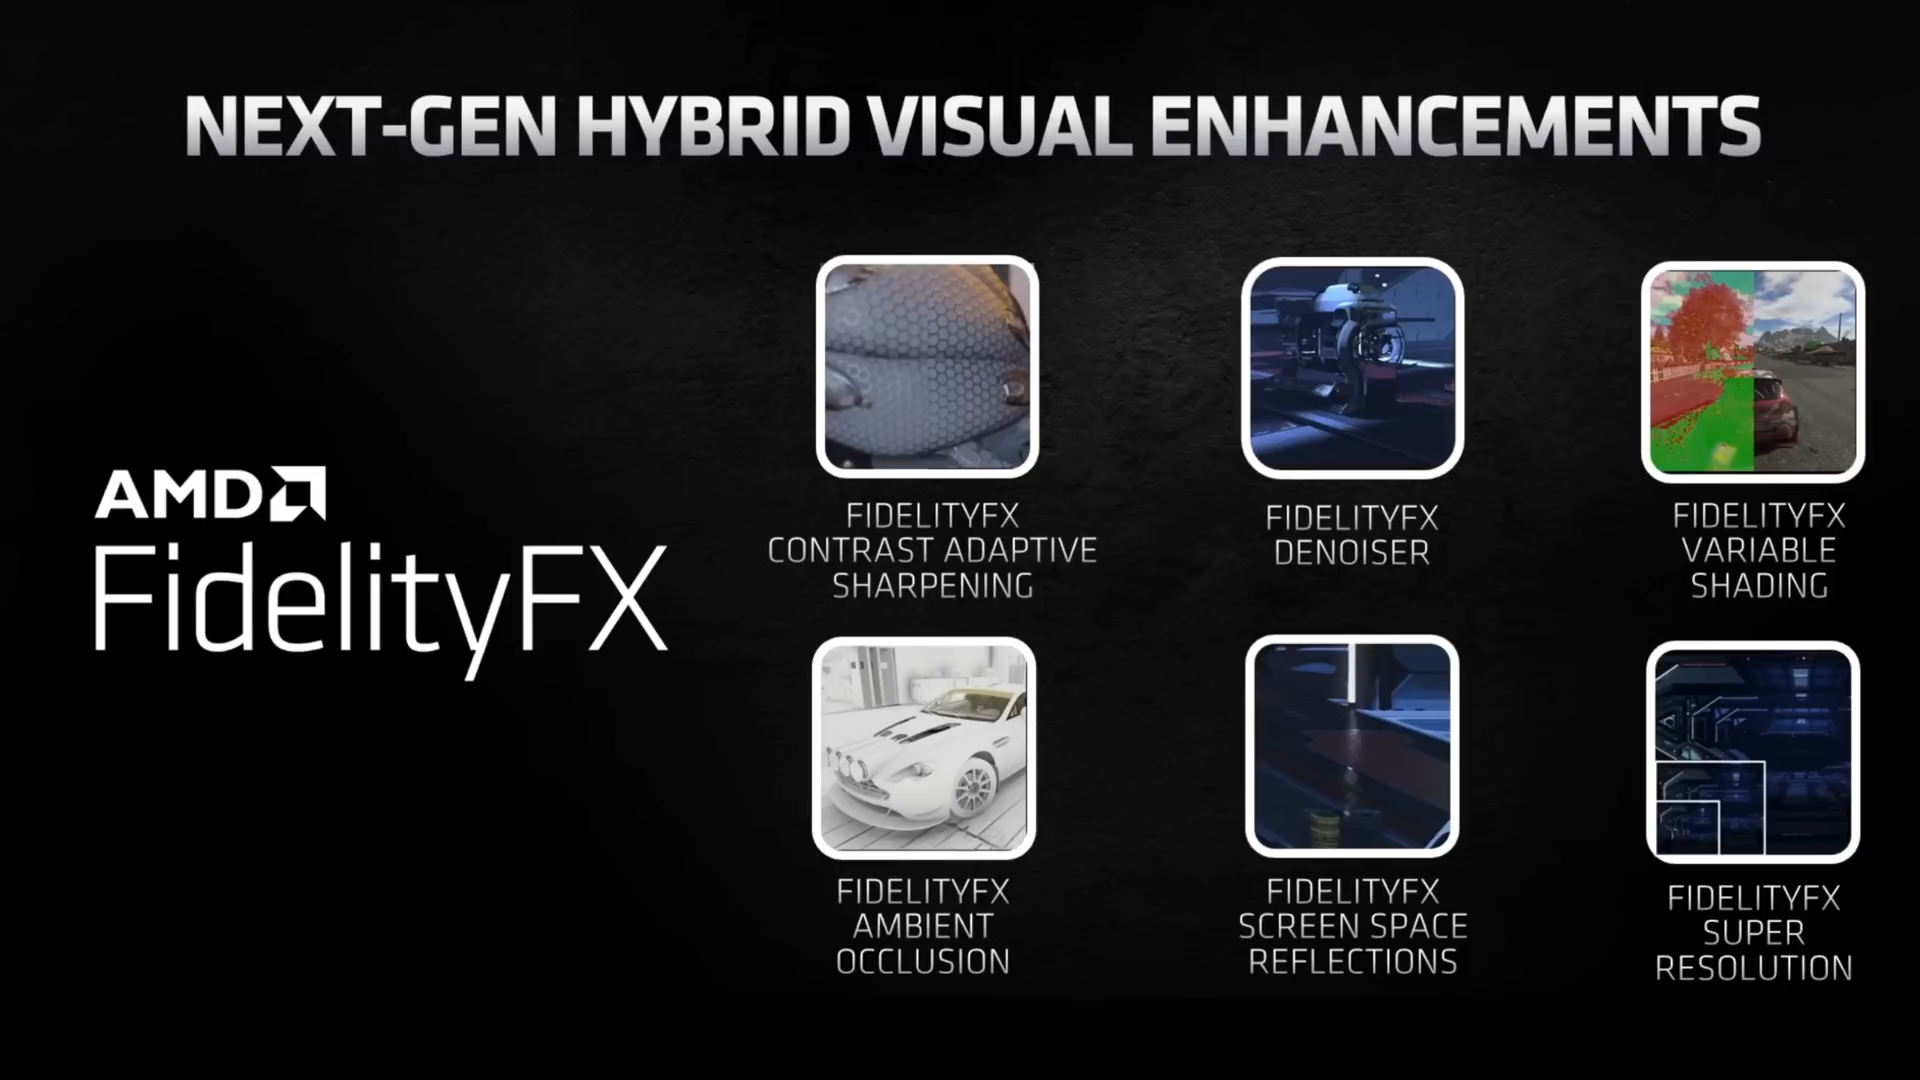 NEXT-GEN HYBRID VISUAL ENHANCEMENTS
AMD
FidelityFX
FIDELITYFX
CONTRAST ADAPTIVE
SHARPENING
FIDELITYFX
DENOISER
FIDELITYFX
VARIABLE
SHADING
FIDELITYFX
AMBIENT
OCCLUSION
FIDELITYFX
SCREEN SPACE
REFLECTIONS
FIDELITYFX
SUPER
RESOLUTION